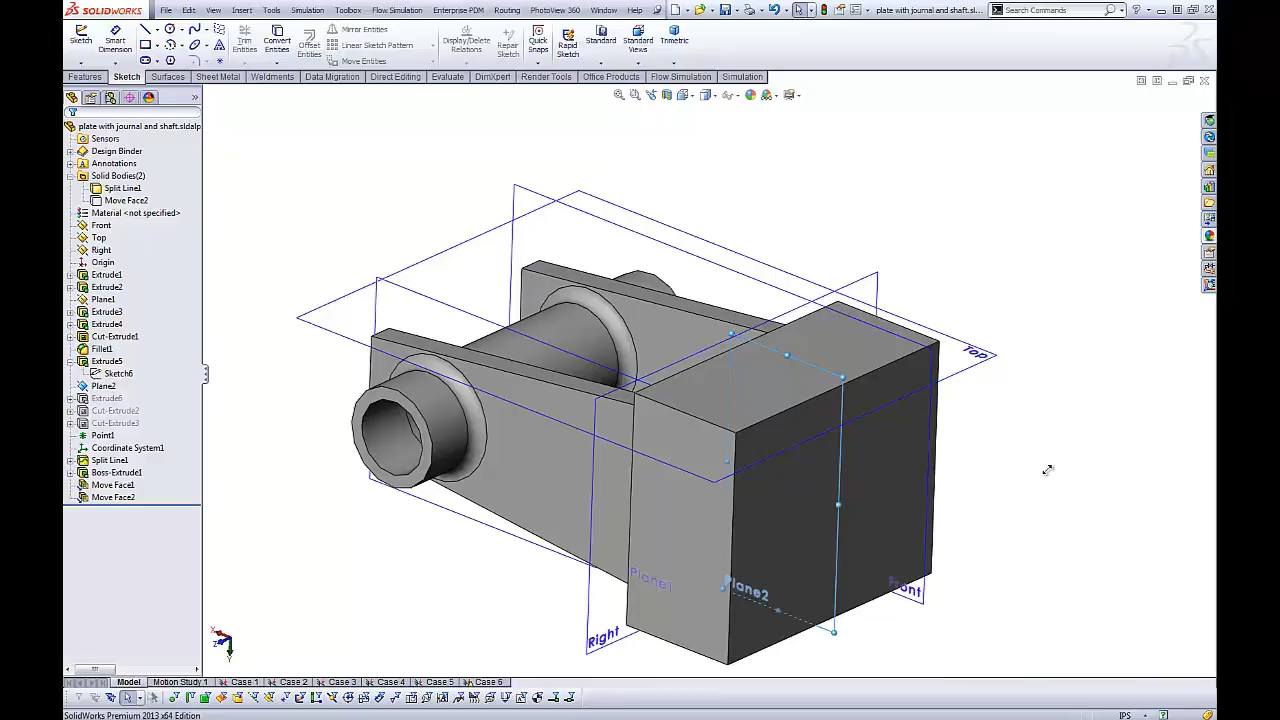 SOLIDWORKS File Edit View Insert Tools Simulation Toolbox Flow Simulation Enterprise PDM Routing PhotoView 360 Window Help plate with journal and shaft.sl... Search Commands
Sketch Smart Dimension Trim Entities Convert Entities Offset Entities Mirror Entities Linear Sketch Pattern Move Entities Display/Delete Relations Repair Sketch Quick Snaps Rapid Sketch Standard Standard Views Trimetric
Features Sketch Surfaces Sheet Metal Weldments Data Migration Direct Editing Evaluate DimXpert Render Tools Office Products Flow Simulation Simulation
plate with journal and shaft.sldalp
Sensors
Design Binder
Annotations
Solid Bodies(2)
Split Line1
Move Face2
Material <not specified>
Front
Top
Right
Origin
Extrude1
Extrude2
Plane1
Extrude3
Extrude4
Cut-Extrude1
Fillet1
Extrude5
Sketch6
Plane2
Extrude6
Cut-Extrude2
Cut-Extrude3
Point1
Coordinate System1
Split Line1
Boss-Extrude1
Move Face1
Move Face2
Top
Plane1
Plane2
Front
Right
X
Z
Y
Model Motion Study 1 Case 1 Case 2 Case 3 Case 4 Case 5 Case 6
SolidWorks Premium 2013 x64 Edition IPS